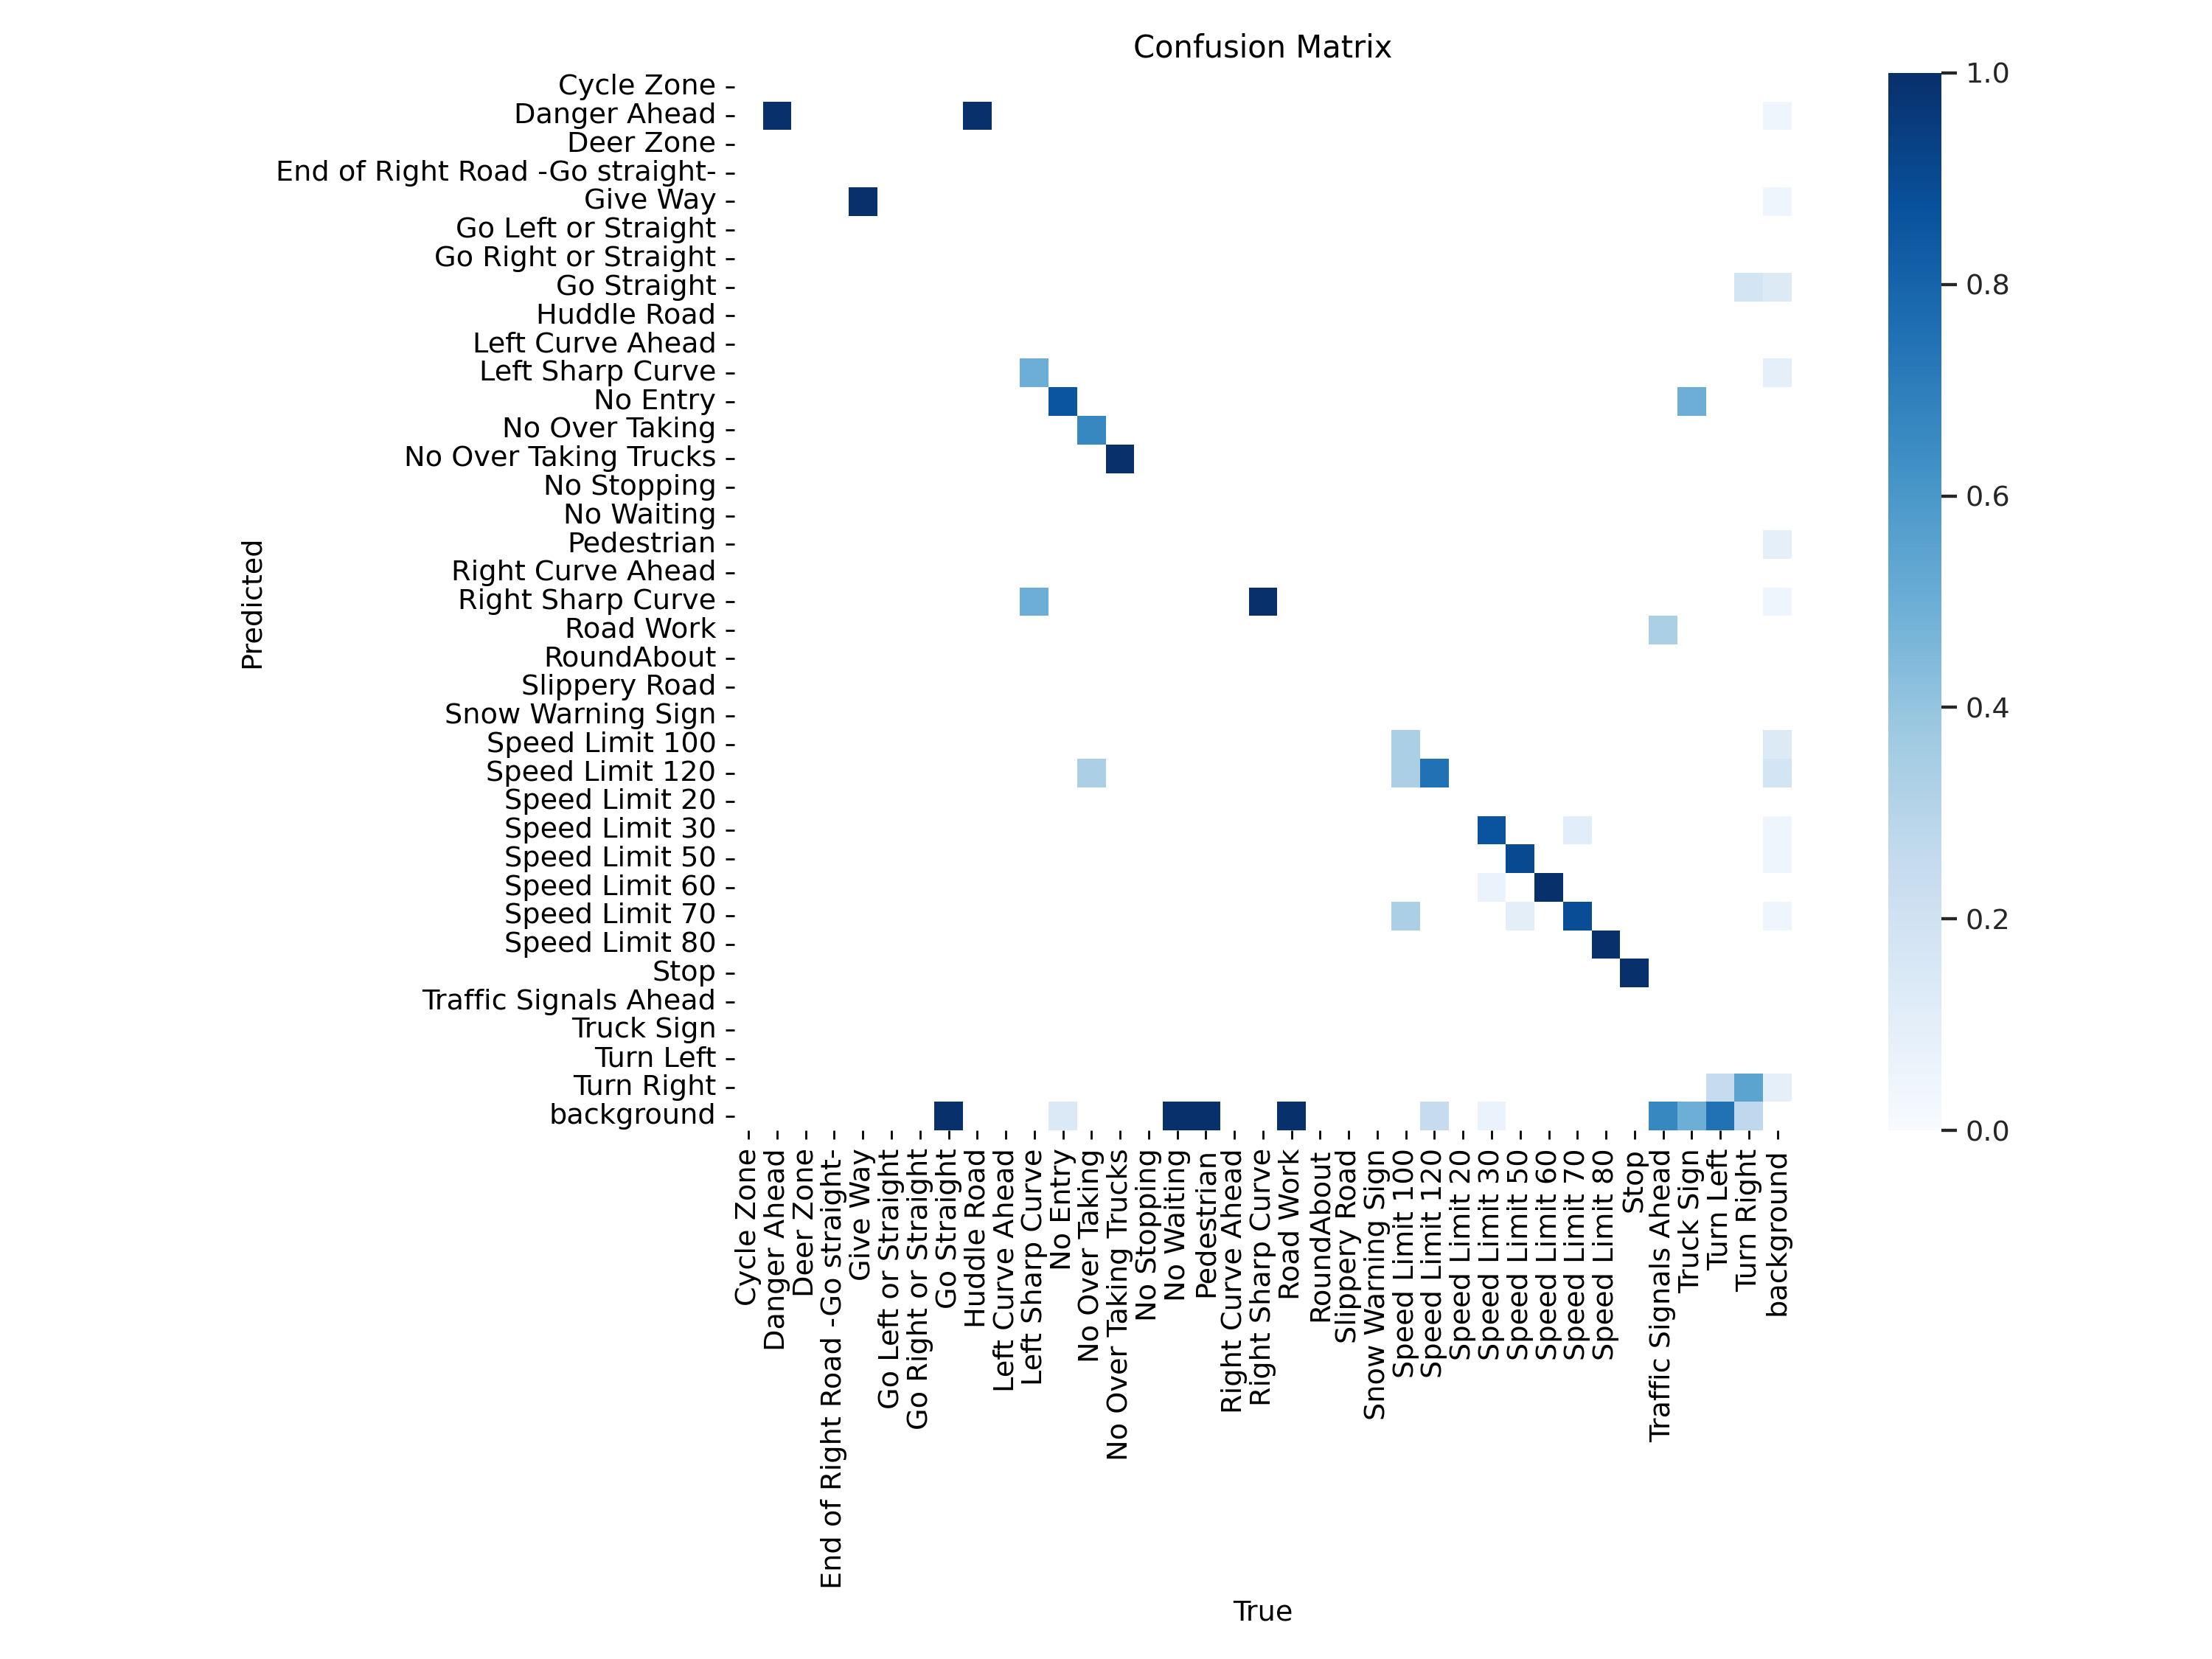 Confusion Matrix
Cycle Zone
Danger Ahead
Deer Zone
End of Right Road -Go straight-
Give Way
Go Left or Straight
Go Right or Straight
Go Straight
Huddle Road
Left Curve Ahead
Left Sharp Curve
No Entry
No Over Taking
No Over Taking Trucks
No Stopping
No Waiting
Pedestrian
Right Curve Ahead
Right Sharp Curve
Road Work
RoundAbout
Slippery Road
Snow Warning Sign
Speed Limit 100
Speed Limit 120
Speed Limit 20
Speed Limit 30
Speed Limit 50
Speed Limit 60
Speed Limit 70
Speed Limit 80
Stop
Traffic Signals Ahead
Truck Sign
Turn Left
Turn Right
background
Predicted
Cycle Zone
Danger Ahead
Deer Zone
End of Right Road -Go straight-
Give Way
Go Left or Straight
Go Right or Straight
Go Straight
Huddle Road
Left Curve Ahead
Left Sharp Curve
No Entry
No Over Taking
No Over Taking Trucks
No Stopping
No Waiting
Pedestrian
Right Curve Ahead
Right Sharp Curve
Road Work
RoundAbout
Slippery Road
Snow Warning Sign
Speed Limit 100
Speed Limit 120
Speed Limit 20
Speed Limit 30
Speed Limit 50
Speed Limit 60
Speed Limit 70
Speed Limit 80
Stop
Traffic Signals Ahead
Truck Sign
Turn Left
Turn Right
background
True
1.0
0.8
0.6
0.4
0.2
0.0